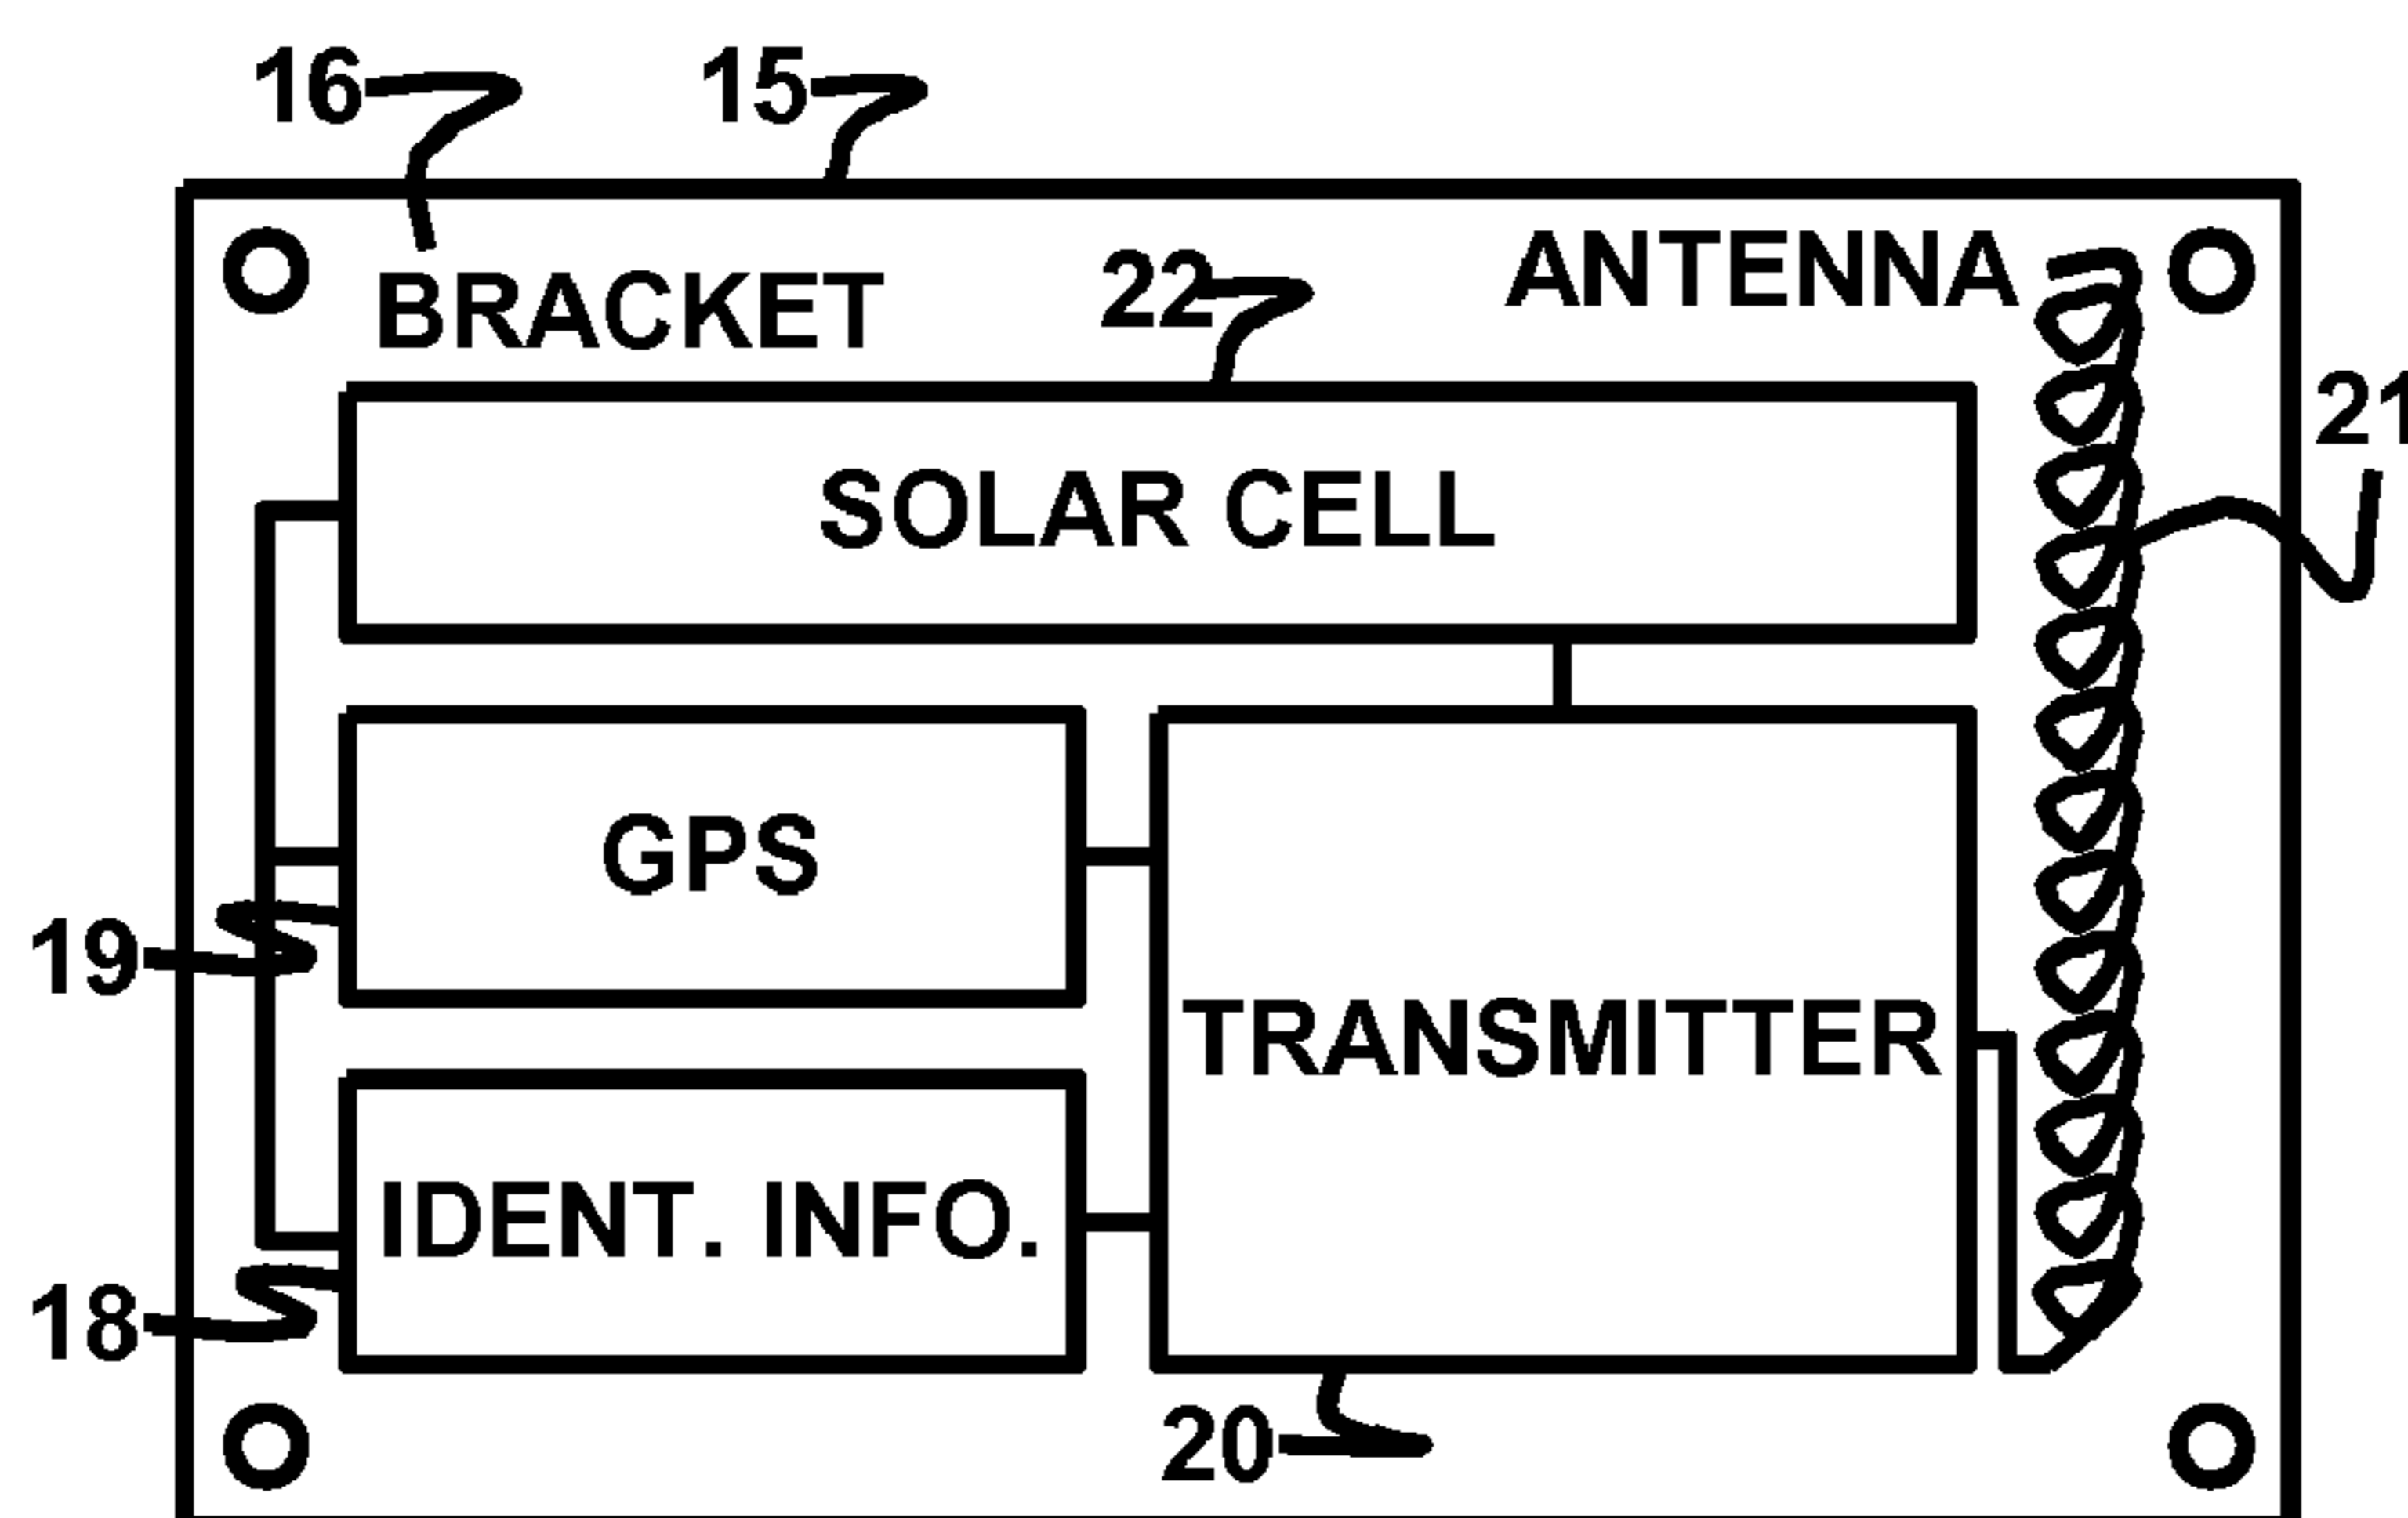 16
15
BRACKET
22
ANTENNA
21
SOLAR CELL
GPS
19
TRANSMITTER
IDENT. INFO.
18
20